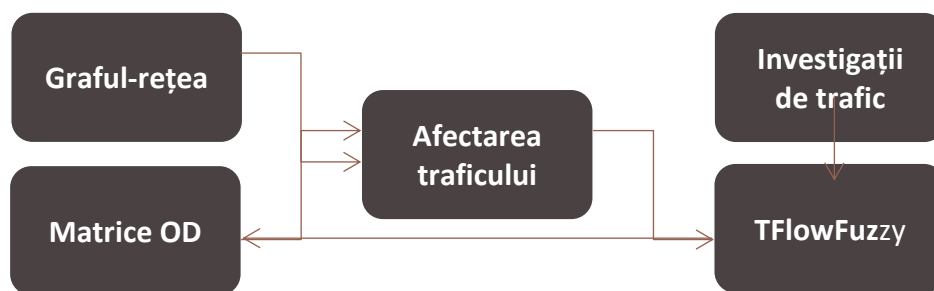 Graful-rețea
Matrice OD
Afectarea
traficului
Investigații
de trafic
TFlowFuzzy